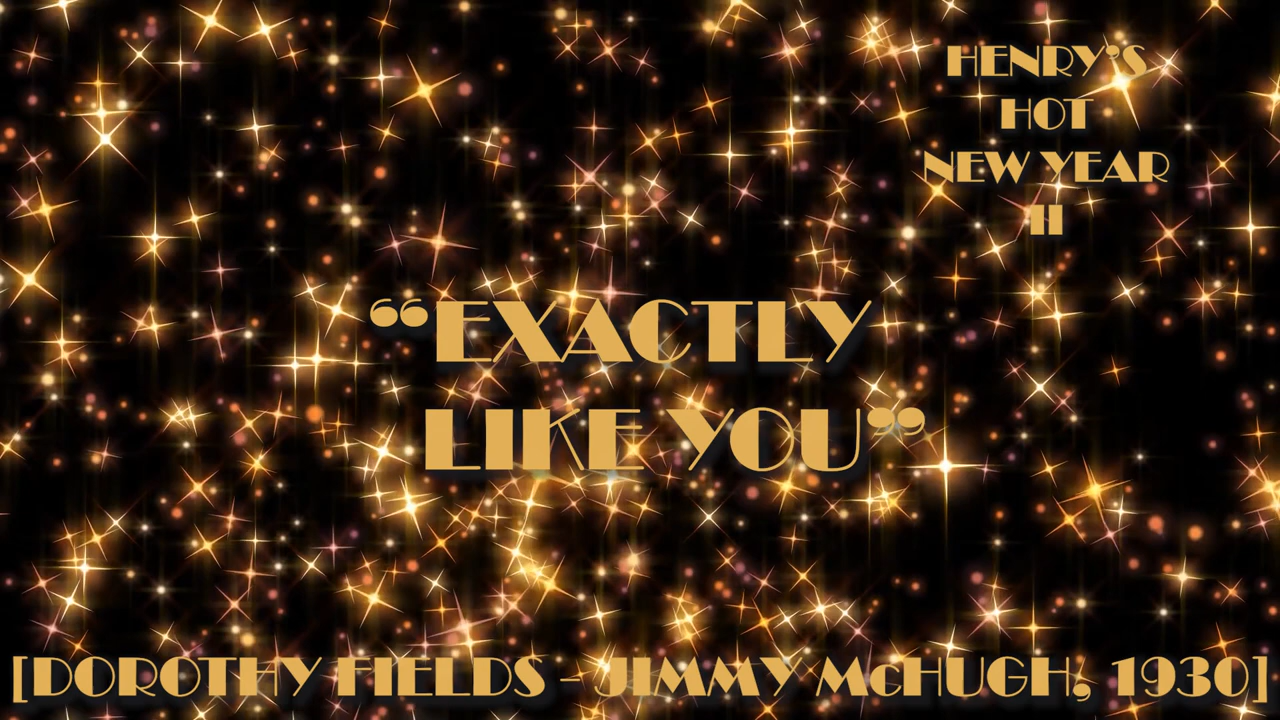 HENRY'S
HOT
NEW YEAR
II
“EXACTLY
LIKE YOU”
[DOROTHY FIELDS - JIMMY McHUGH, 1930]